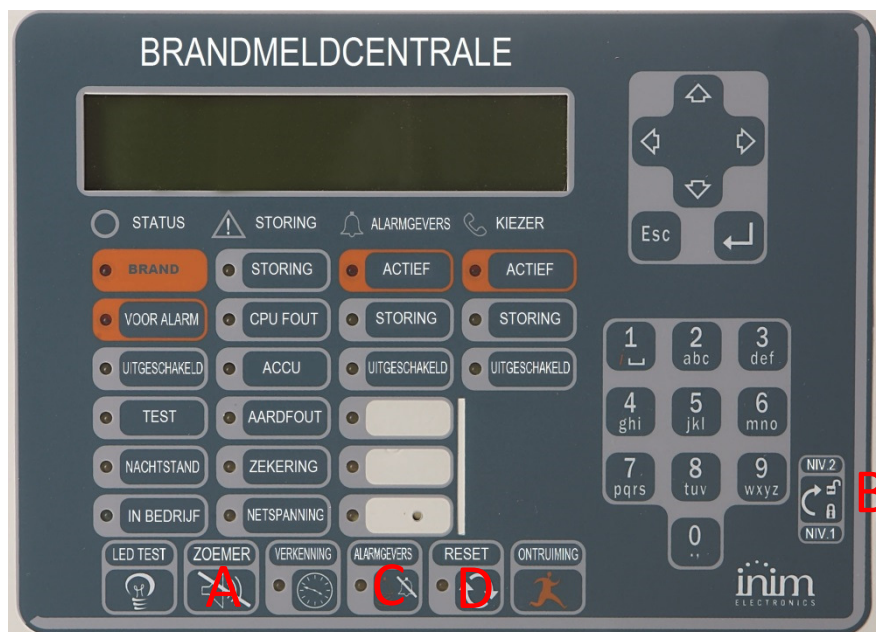 BRANDMELDCENTRALE
STATUS STORING ALARMGEVERS KIEZER
BRAND STORING ACTIEF ACTIEF
VOOR ALARM CPU FOUT STORING STORING
UITGESCHAKELD ACCU UITGESCHAKELD UITGESCHAKELD
TEST AARDFOUT
NACHTSTAND ZEKERING
IN BEDRIJF NETSPANNING
LED TEST ZOEMER VERKENNING ALARMGEVERS RESET ONTRUIMING
A C D
Esc
1 2 3
abc def
4 5 6
ghi jkl mno
7 8 9
pqrs tuv wxyz
0
.,
NIV.2
B
NIV.1
inim
ELECTRONICS